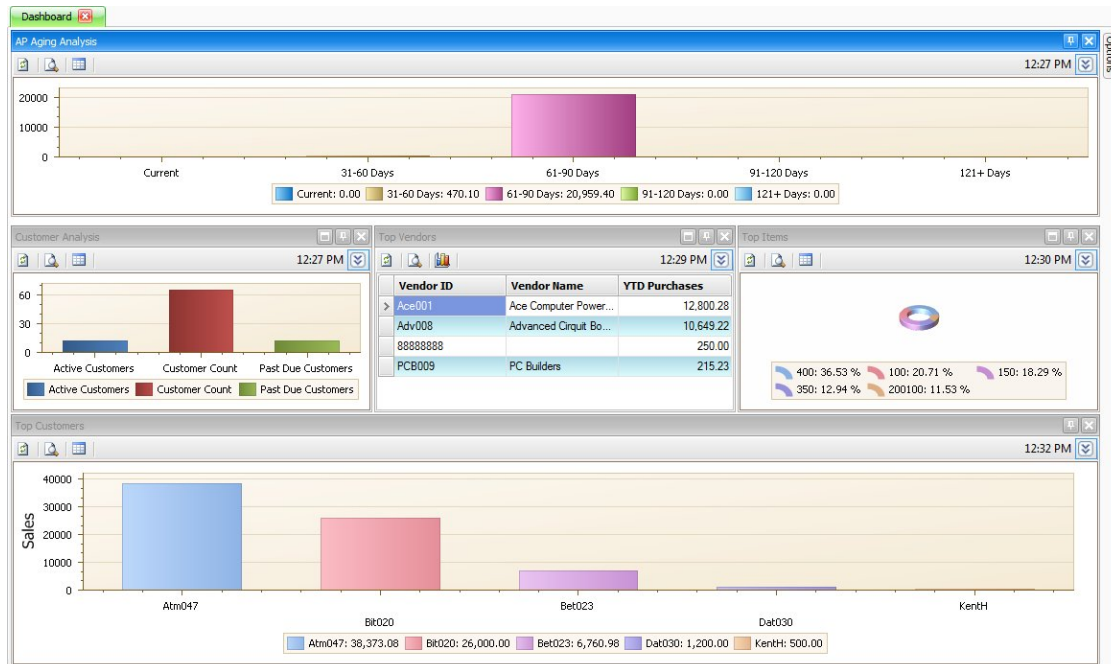 Dashboard
Options
AP Aging Analysis
12:27 PM
20000
10000
0
Current 31-60 Days 61-90 Days 91-120 Days 121+ Days
Current: 0.00 31-60 Days: 470.10 61-90 Days: 20,959.40 91-120 Days: 0.00 121+ Days: 0.00
Customer Analysis
12:27 PM
60
30
0
Active Customers Customer Count Past Due Customers
Active Customers Customer Count Past Due Customers
Top Vendors
12:29 PM
Vendor ID Vendor Name YTD Purchases
Ace001 Ace Computer Power... 12,800.28
Adv008 Advanced Cirquit Bo... 10,649.22
88888888 250.00
PCB009 PC Builders 215.23
Top Items
12:30 PM
400: 36.53 % 100: 20.71 % 150: 18.29 %
350: 12.94 % 200100: 11.53 %
Top Customers
12:32 PM
Sales
40000
30000
20000
10000
0
Atm047 Bet023 KentH
Bit020 Dat030
Atm047: 38,373.08 Bit020: 26,000.00 Bet023: 6,760.98 Dat030: 1,200.00 KentH: 500.00